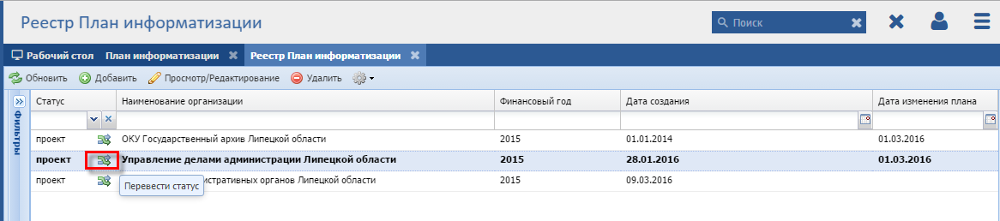 Реестр План информатизации
Поиск
Рабочий стол План информатизации Реестр План информатизации
Обновить Добавить Просмотр/Редактирование Удалить
Фильтры
Статус Наименование организации Финансовый год Дата создания Дата изменения плана
проект ОКУ Государственный архив Липецкой области 2015 01.01.2014 01.03.2016
проект Управление делами администрации Липецкой области 2015 28.01.2016 01.03.2016
проект истративных органов Липецкой области 2015 09.03.2016
Перевести статус